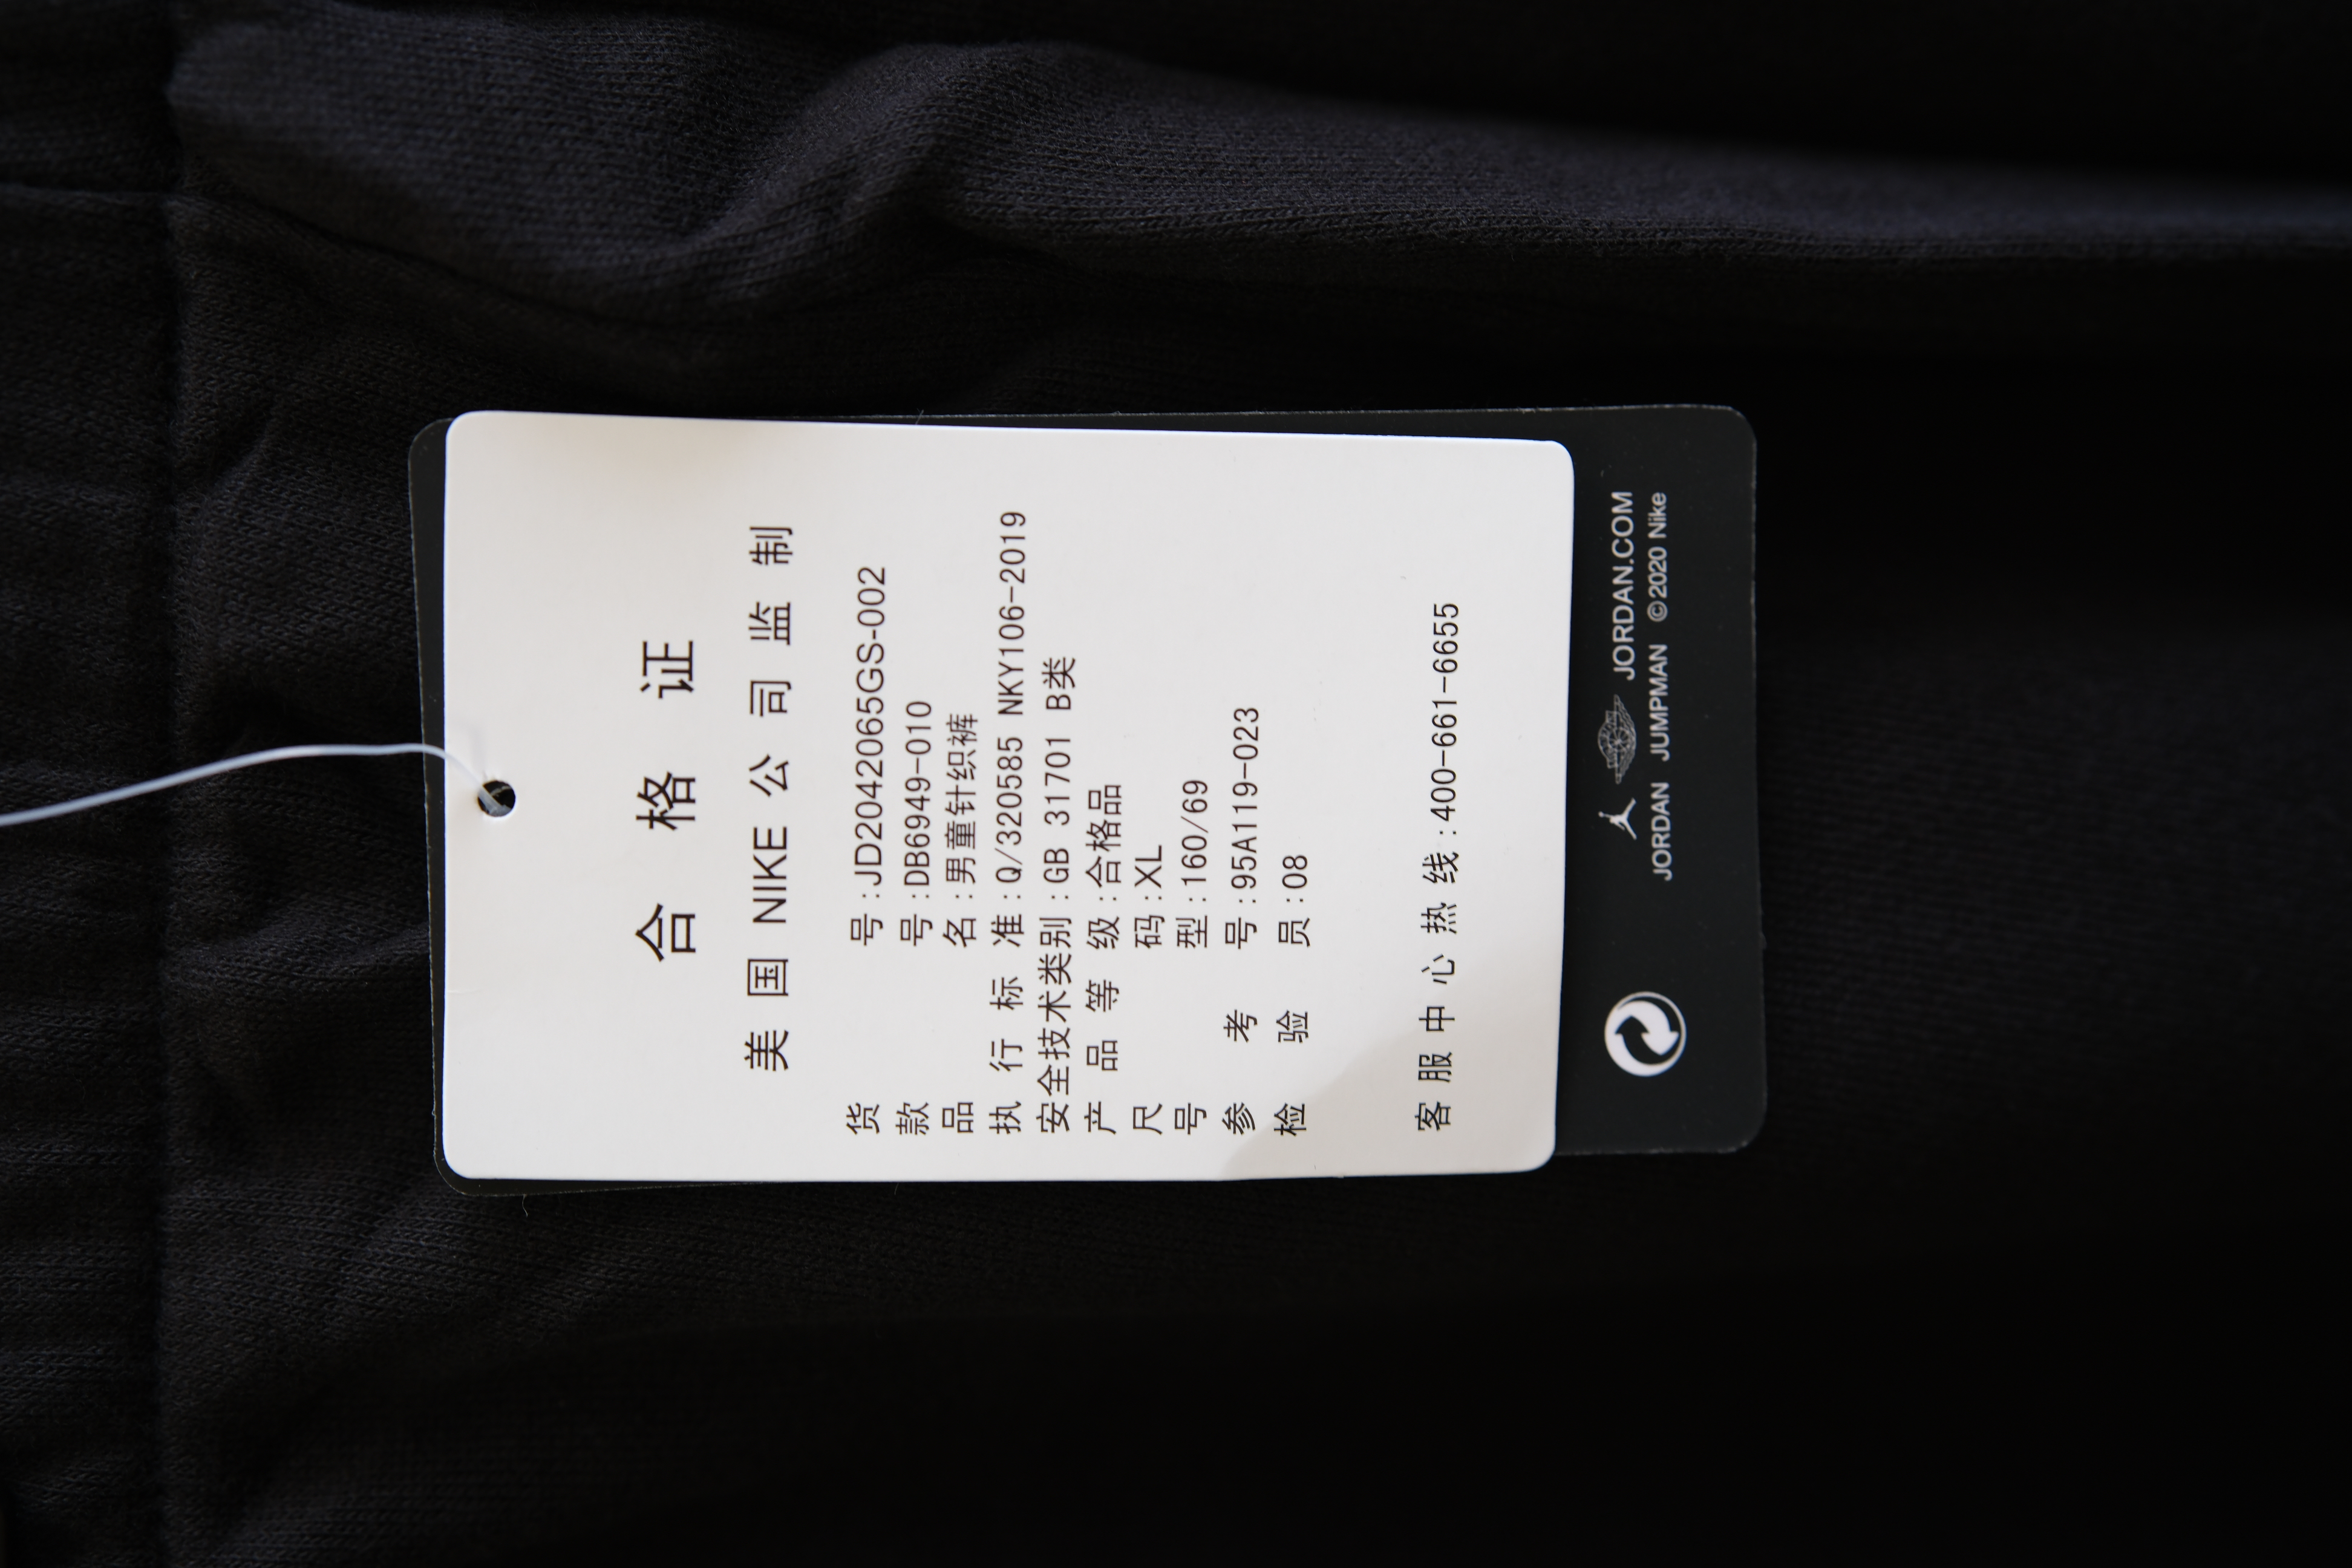 合格证
美国 NIKE 公司监制
货号:JD2042065GS-002
款号:DB6949-010
品名:男童针织裤
执行标准:Q/320585 NKY106-2019
安全技术类别:GB 31701 B类
产品等级:合格品
尺码:XL
号型:160/69
参考号:95A119-023
检验员:08
客服中心热线:400-661-6655
JORDAN.COM
JORDAN JUMPMAN ©2020 Nike